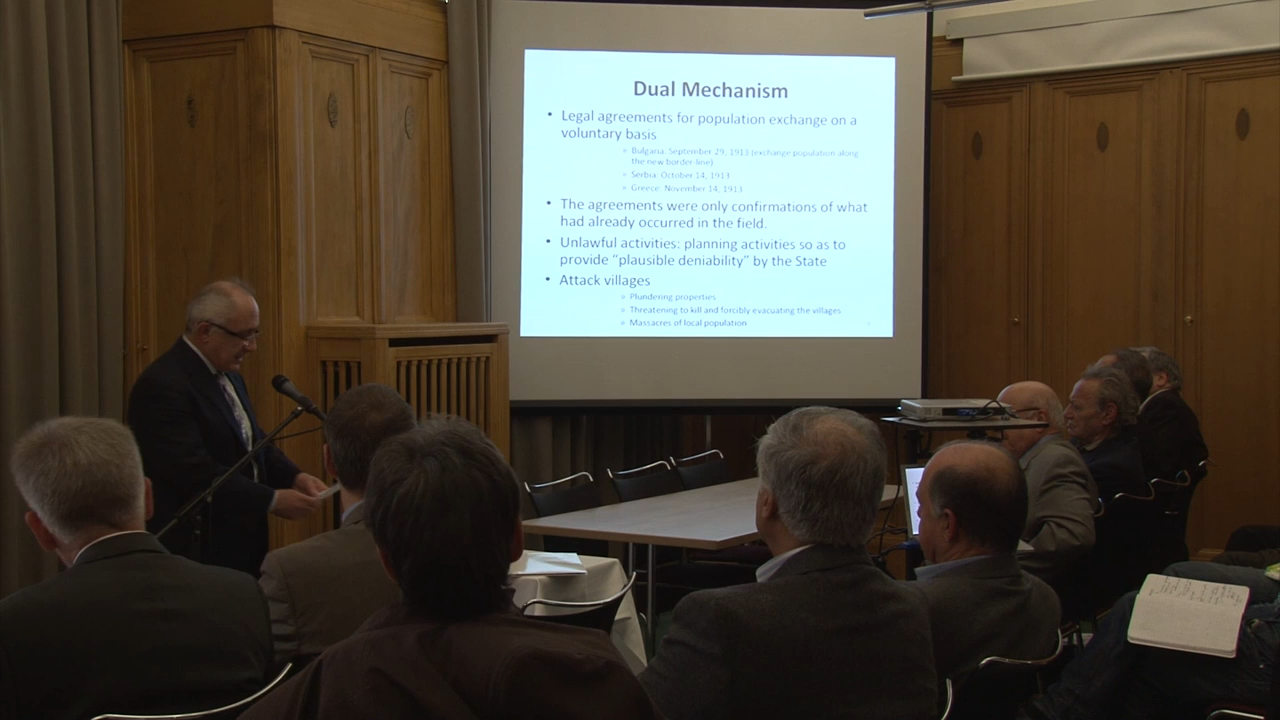 Dual Mechanism
• Legal agreements for population exchange on a
voluntary basis
» Bulgaria: September 29, 1913 (exchange population along
the new border-line)
» Serbia: October 14, 1913
» Greece: November 14, 1913
• The agreements were only confirmations of what
had already occurred in the field.
• Unlawful activities: planning activities so as to
provide "plausible deniability" by the State
• Attack villages
» Plundering properties
» Threatening to kill and forcibly evacuating the villages
» Massacres of local population